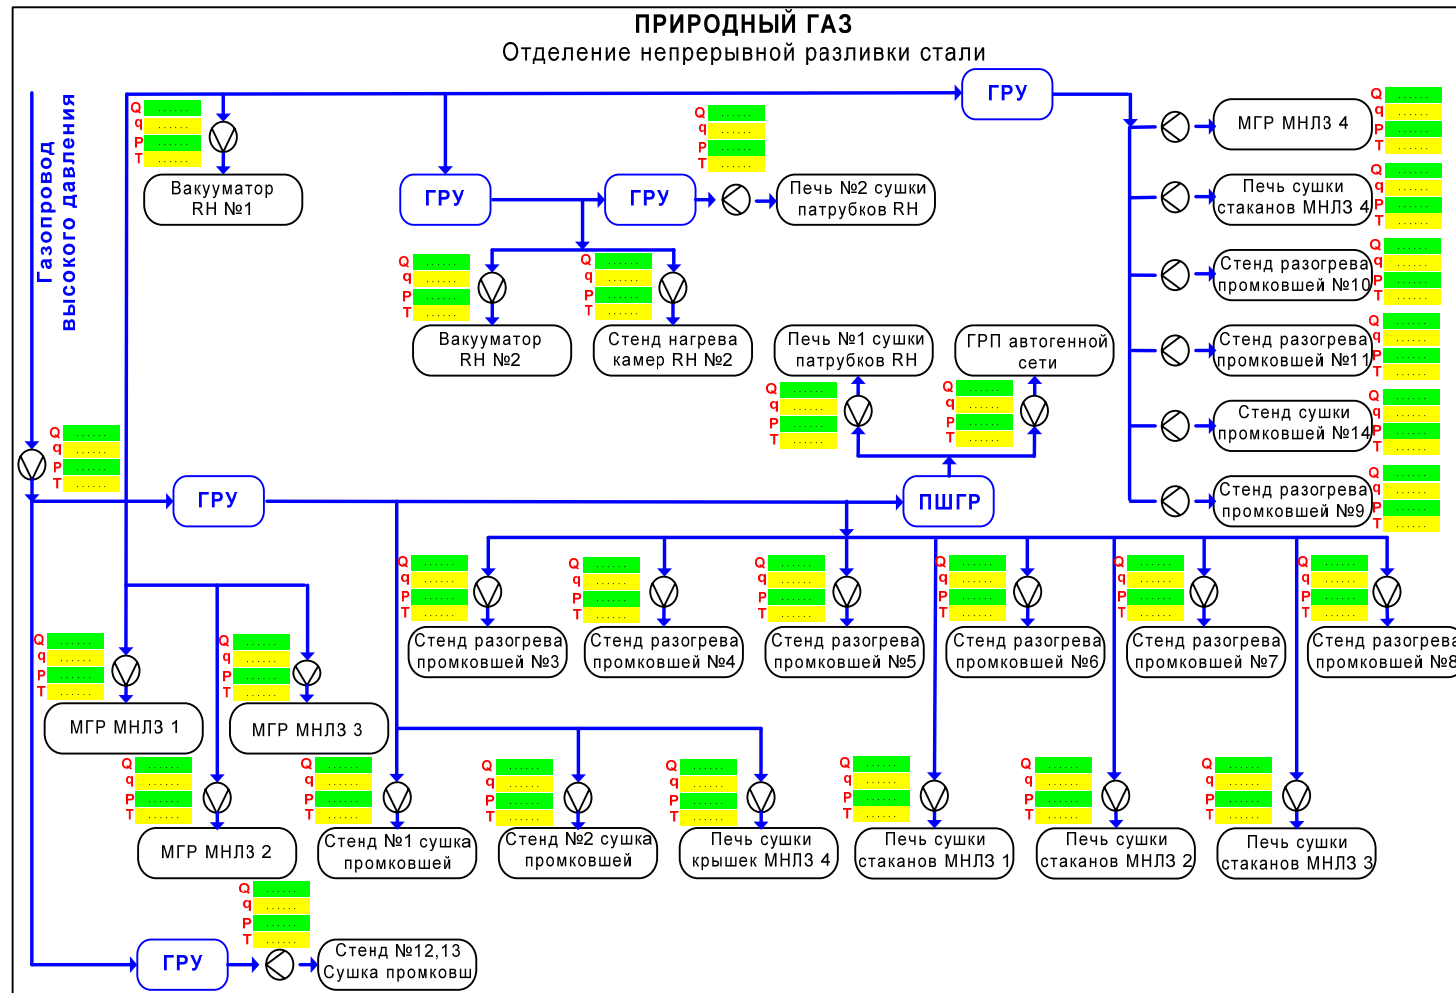 ПРИРОДНЫЙ ГАЗ
Отделение непрерывной разливки стали
Газопровод
высокого давления
Q ......
q ......
P ......
T ......
Вакууматор
RH №1
ГРУ
Q ......
q ......
P ......
T ......
МГР МНЛЗ 4
Q ......
q ......
P ......
T ......
ГРУ
ГРУ
Печь №2 сушки
патрубков RH
Q ......
q ......
P ......
T ......
Печь сушки
стаканов МНЛЗ 4
Q ......
q ......
P ......
T ......
Q ......
q ......
P ......
T ......
Вакууматор
RH №2
Q ......
q ......
P ......
T ......
Стенд нагрева
камер RH №2
Стенд разогрева
промковшей №10
Q ......
q ......
P ......
T ......
Печь №1 сушки
патрубков RH
Q ......
q ......
P ......
T ......
ГРП автогенной
сети
Q ......
q ......
P ......
T ......
Стенд разогрева
промковшей №11
Q ......
q ......
P ......
T ......
Стенд сушки
промковшей №14
Q ......
q ......
P ......
T ......
Стенд разогрева
промковшей №9
Q ......
q ......
P ......
T ......
Q ......
q ......
P ......
T ......
ГРУ
ПШГР
Q ......
q ......
P ......
T ......
Стенд разогрева
промковшей №3
Q ......
q ......
P ......
T ......
Стенд разогрева
промковшей №4
Q ......
q ......
P ......
T ......
Стенд разогрева
промковшей №5
Q ......
q ......
P ......
T ......
Стенд разогрева
промковшей №6
Q ......
q ......
P ......
T ......
Стенд разогрева
промковшей №7
Q ......
q ......
P ......
T ......
Стенд разогрева
промковшей №8
Q ......
q ......
P ......
T ......
МГР МНЛЗ 1
Q ......
q ......
P ......
T ......
МГР МНЛЗ 3
Q ......
q ......
P ......
T ......
МГР МНЛЗ 2
Q ......
q ......
P ......
T ......
Стенд №1 сушка
промковшей
Q ......
q ......
P ......
T ......
Стенд №2 сушка
промковшей
Q ......
q ......
P ......
T ......
Печь сушки
крышек МНЛЗ 4
Q ......
q ......
P ......
T ......
Печь сушки
стаканов МНЛЗ 1
Q ......
q ......
P ......
T ......
Печь сушки
стаканов МНЛЗ 2
Q ......
q ......
P ......
T ......
Печь сушки
стаканов МНЛЗ 3
Q ......
q ......
P ......
T ......
ГРУ
Стенд №12,13
Сушка промковш